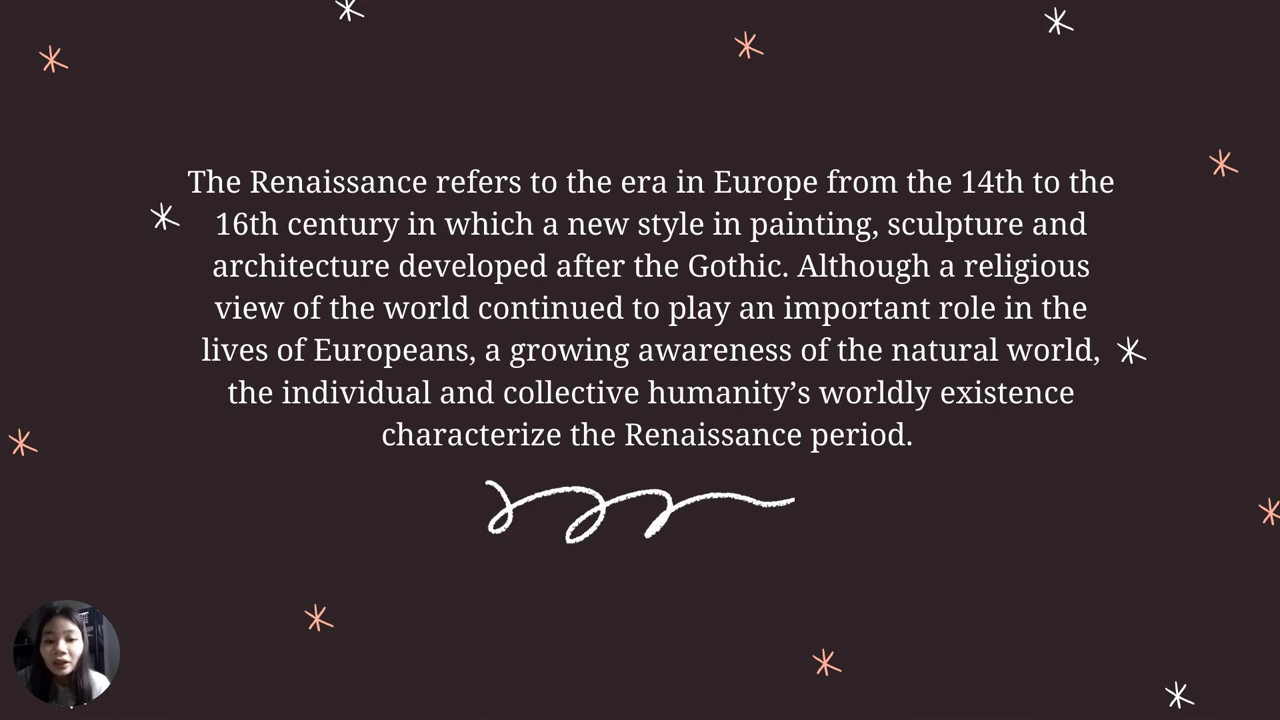 The Renaissance refers to the era in Europe from the 14th to the
16th century in which a new style in painting, sculpture and
architecture developed after the Gothic. Although a religious
view of the world continued to play an important role in the
lives of Europeans, a growing awareness of the natural world,
the individual and collective humanity’s worldly existence
characterize the Renaissance period.